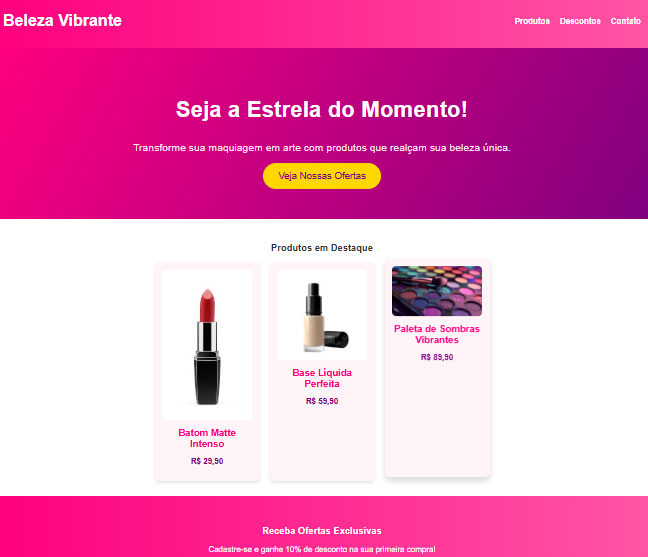 Beleza Vibrante
Produtos Descontos Contato
Seja a Estrela do Momento!
Transforme sua maquiagem em arte com produtos que realçam sua beleza única.
Veja Nossas Ofertas
Produtos em Destaque
Batom Matte
Intenso
R$ 29,90
Base Líquida
Perfeita
R$ 59,90
Paleta de Sombras
Vibrantes
R$ 89,90
Receba Ofertas Exclusivas
Cadastre-se e ganhe 10% de desconto na sua primeira compra!